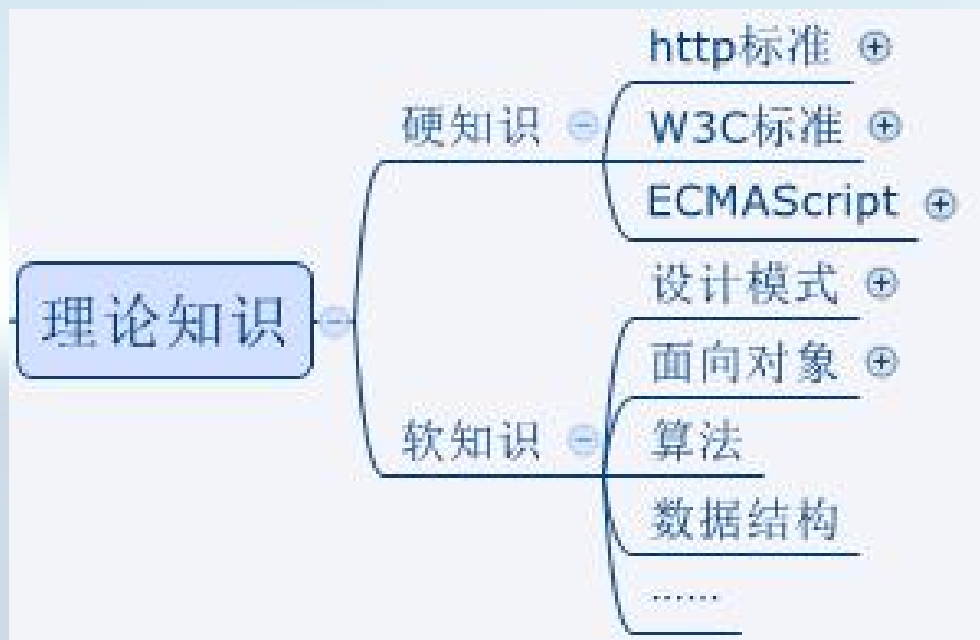 理论知识
硬知识
http标准
W3C标准
ECMAScript
软知识
设计模式
面向对象
算法
数据结构
......